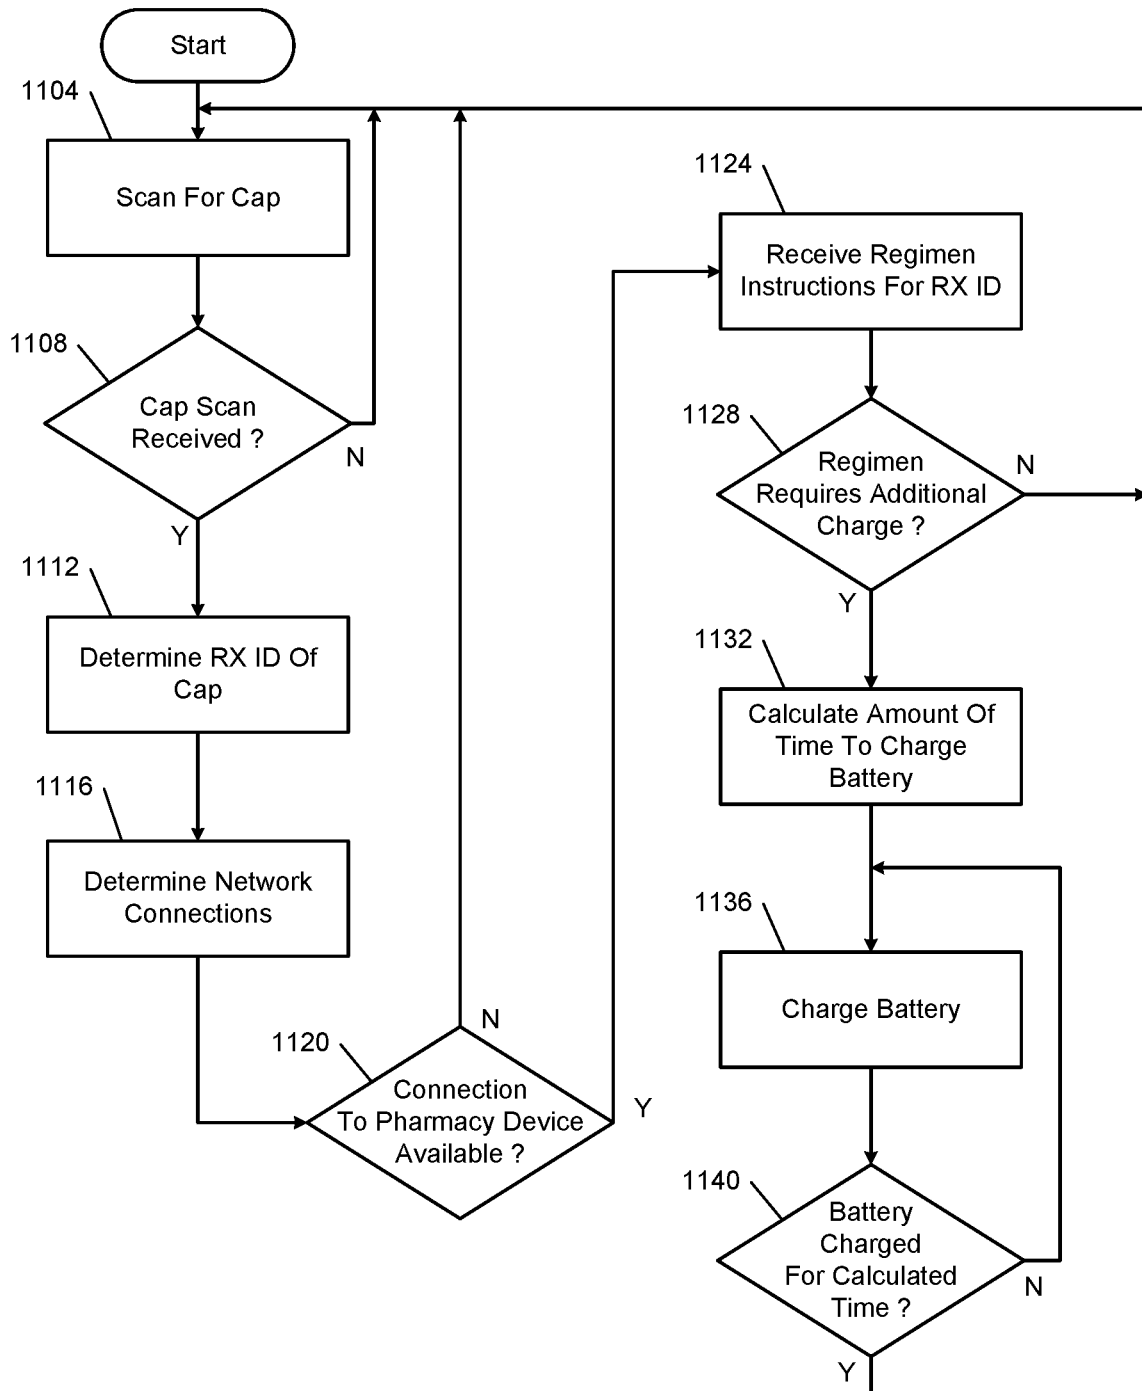 Start
1104
Scan For Cap
1108
Cap Scan
Received ?
N
Y
1112
Determine RX ID Of
Cap
1116
Determine Network
Connections
1120
Connection
To Pharmacy Device
Available ?
N
Y
1124
Receive Regimen
Instructions For RX ID
1128
Regimen
Requires Additional
Charge ?
N
Y
1132
Calculate Amount Of
Time To Charge
Battery
1136
Charge Battery
1140
Battery
Charged
For Calculated
Time ?
N
Y